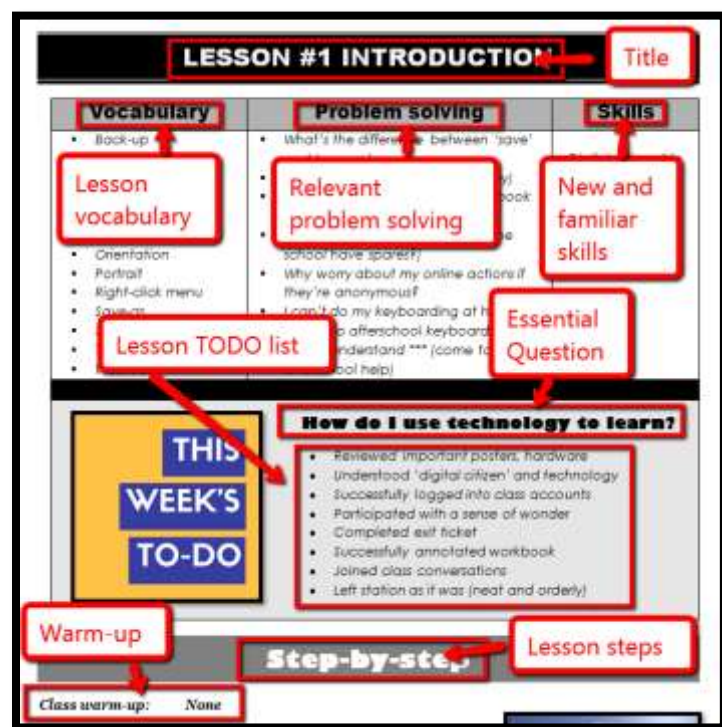 LESSON #1 INTRODUCTION
Title
Vocabulary Problem solving Skills
Back-up
What's the difference between 'save'
Lesson
vocabulary
Relevant
problem solving
New and
familiar
skills
Orientation
Portrait
Right-click menu
Save-as
school have spares?)
Why worry about my online actions if
they're anonymous?
I can't do my keyboarding at
afterschool
understand *** (come
help)
Lesson TODO list
Essential
Question
How do I use technology to learn?
THIS
WEEK'S
TO-DO
Reviewed important posters, hardware
Understood 'digital citizen' and technology
Successfully logged into class accounts
Participated with a sense of wonder
Completed exit ticket
Successfully annotated workbook
Joined class conversations
Left station as it was (neat and orderly)
Warm-up
Step-by-step
Lesson steps
Class warm-up: None